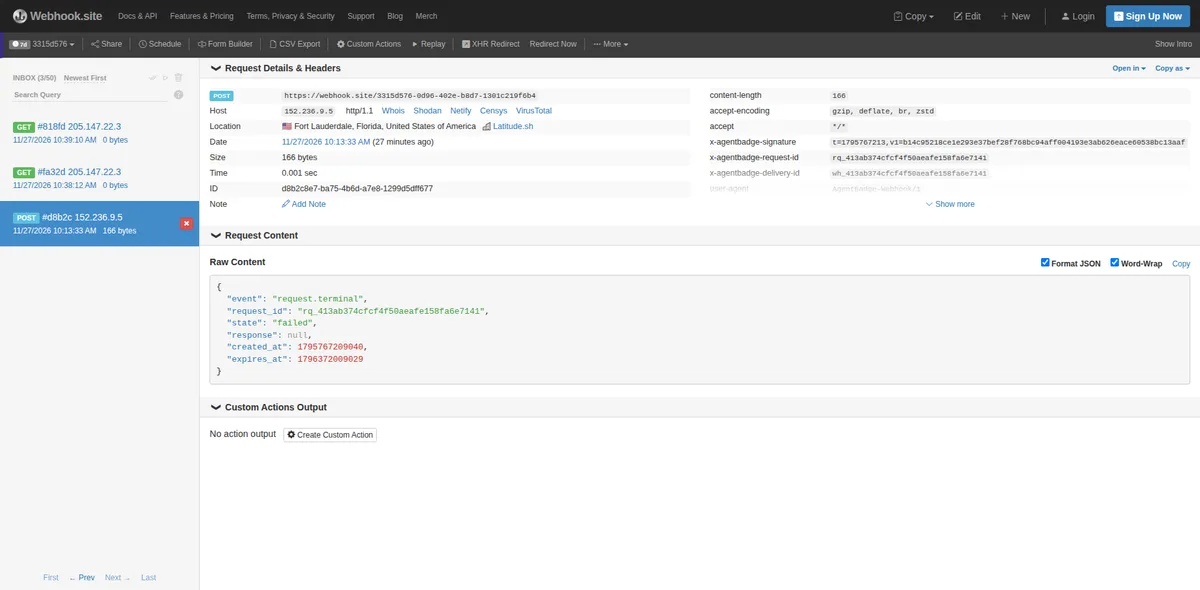 Webhook.site Docs & API Features & Pricing Terms, Privacy & Security Support Blog Merch Copy Edit + New Login Sign Up Now
7d 3315d576 Share Schedule Form Builder CSV Export Custom Actions Replay XHR Redirect Redirect Now More Show Intro
INBOX (3/50) Newest First
Search Query ?
GET #818fd 205.147.22.3
11/27/2026 10:39:10 AM 0 bytes
GET #fa32d 205.147.22.3
11/27/2026 10:38:12 AM 0 bytes
POST #d8b2c 152.236.9.5
11/27/2026 10:13:33 AM 166 bytes
First ← Prev Next → Last
Request Details & Headers Open in Copy as
POST https://webhook.site/3315d576-0d96-402e-b8d7-1301c219f6b4
Host 152.236.9.5 http/1.1 Whois Shodan Netify Censys VirusTotal
Location Fort Lauderdale, Florida, United States of America Latitude.sh
Date 11/27/2026 10:13:33 AM (27 minutes ago)
Size 166 bytes
Time 0.001 sec
ID d8b2c8e7-ba75-4b6d-a7e8-1299d5dff677
Note Add Note
content-length 166
accept-encoding gzip, deflate, br, zstd
accept */*
x-agentbadge-signature t=1795767213,v1=b14c95218ce1e293e37bef28f768bc94aff004193e3ab626eace60538bc13aaf
x-agentbadge-request-id rq_413ab374cfcf4f50aeafe158fa6e7141
x-agentbadge-delivery-id wh_413ab374cfcf4f50aeafe158fa6e7141
user-agent AgentBadge-Webhook/1
Show more
Request Content
Raw Content Format JSON Word-Wrap Copy
{
"event": "request.terminal",
"request_id": "rq_413ab374cfcf4f50aeafe158fa6e7141",
"state": "failed",
"response": null,
"created_at": 1795767209040,
"expires_at": 1796372009029
}
Custom Actions Output
No action output Create Custom Action